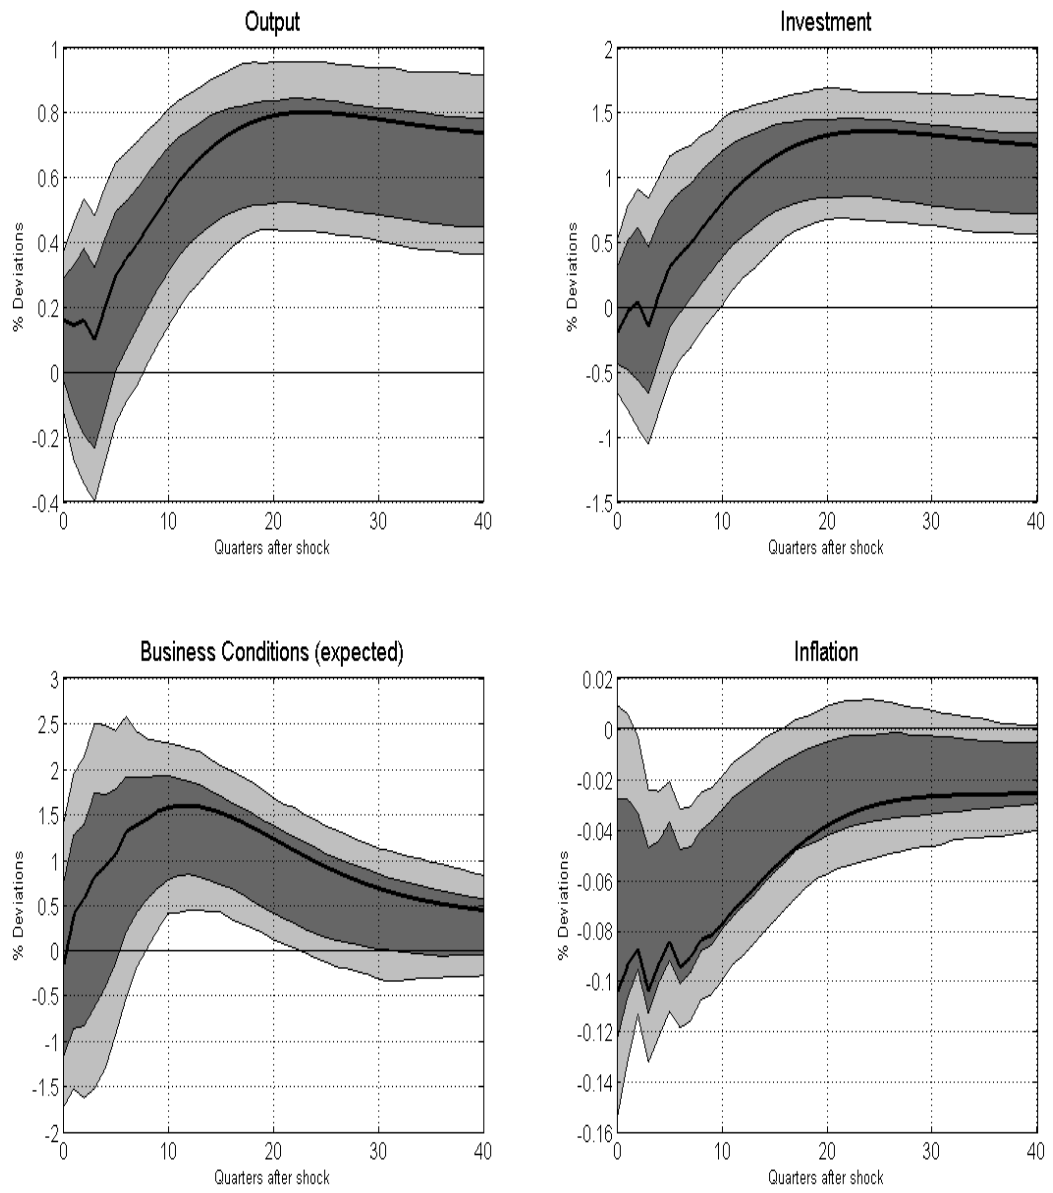 Output
1
0.8
0.6
0.4
0.2
0
-0.2
-0.4
% Deviations
0 10 20 30 40
Quarters after shock
Investment
2
1.5
1
0.5
0
-0.5
-1
-1.5
% Deviations
0 10 20 30 40
Quarters after shock
Business Conditions (expected)
3
2.5
2
1.5
1
0.5
0
-0.5
-1
-1.5
-2
% Deviations
0 10 20 30 40
Quarters after shock
Inflation
0.02
0
-0.02
-0.04
-0.06
-0.08
-0.1
-0.12
-0.14
-0.16
% Deviations
0 10 20 30 40
Quarters after shock